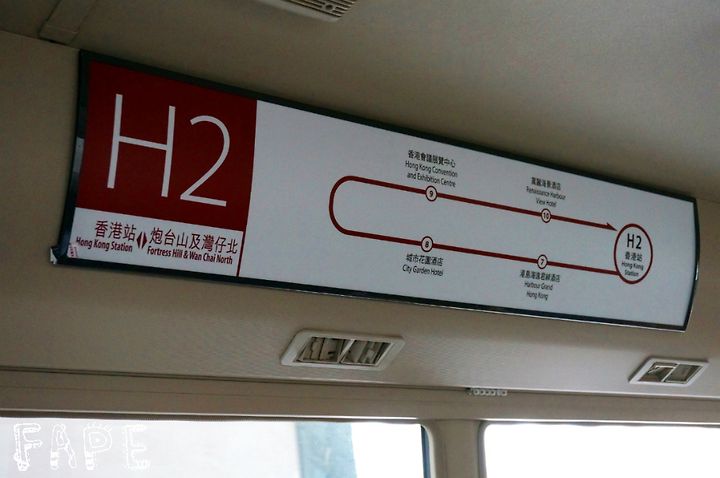 H2
香港站
Hong Kong Station
炮台山及灣仔北
Fortress Hill & Wan Chai North
香港會議展覽中心
Hong Kong Convention
and Exhibition Centre
9
萬麗海景酒店
Renaissance Harbour
View Hotel
10
H2
香港站
Hong Kong
Station
8
城市花園酒店
City Garden Hotel
7
港島海逸君綽酒店
Harbour Grand
Hong Kong
FAPE